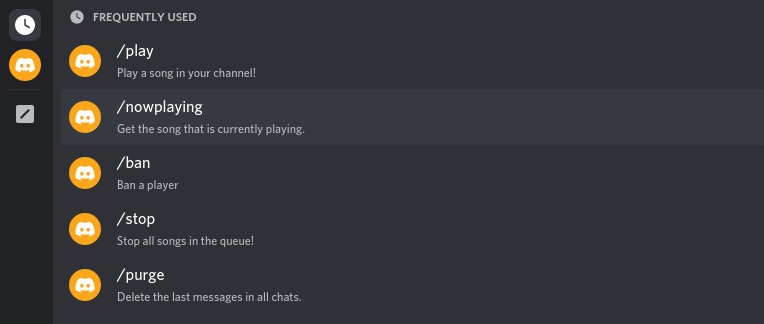 FREQUENTLY USED
/play
Play a song in your channel!
/nowplaying
Get the song that is currently playing.
/ban
Ban a player
/stop
Stop all songs in the queue!
/purge
Delete the last messages in all chats.